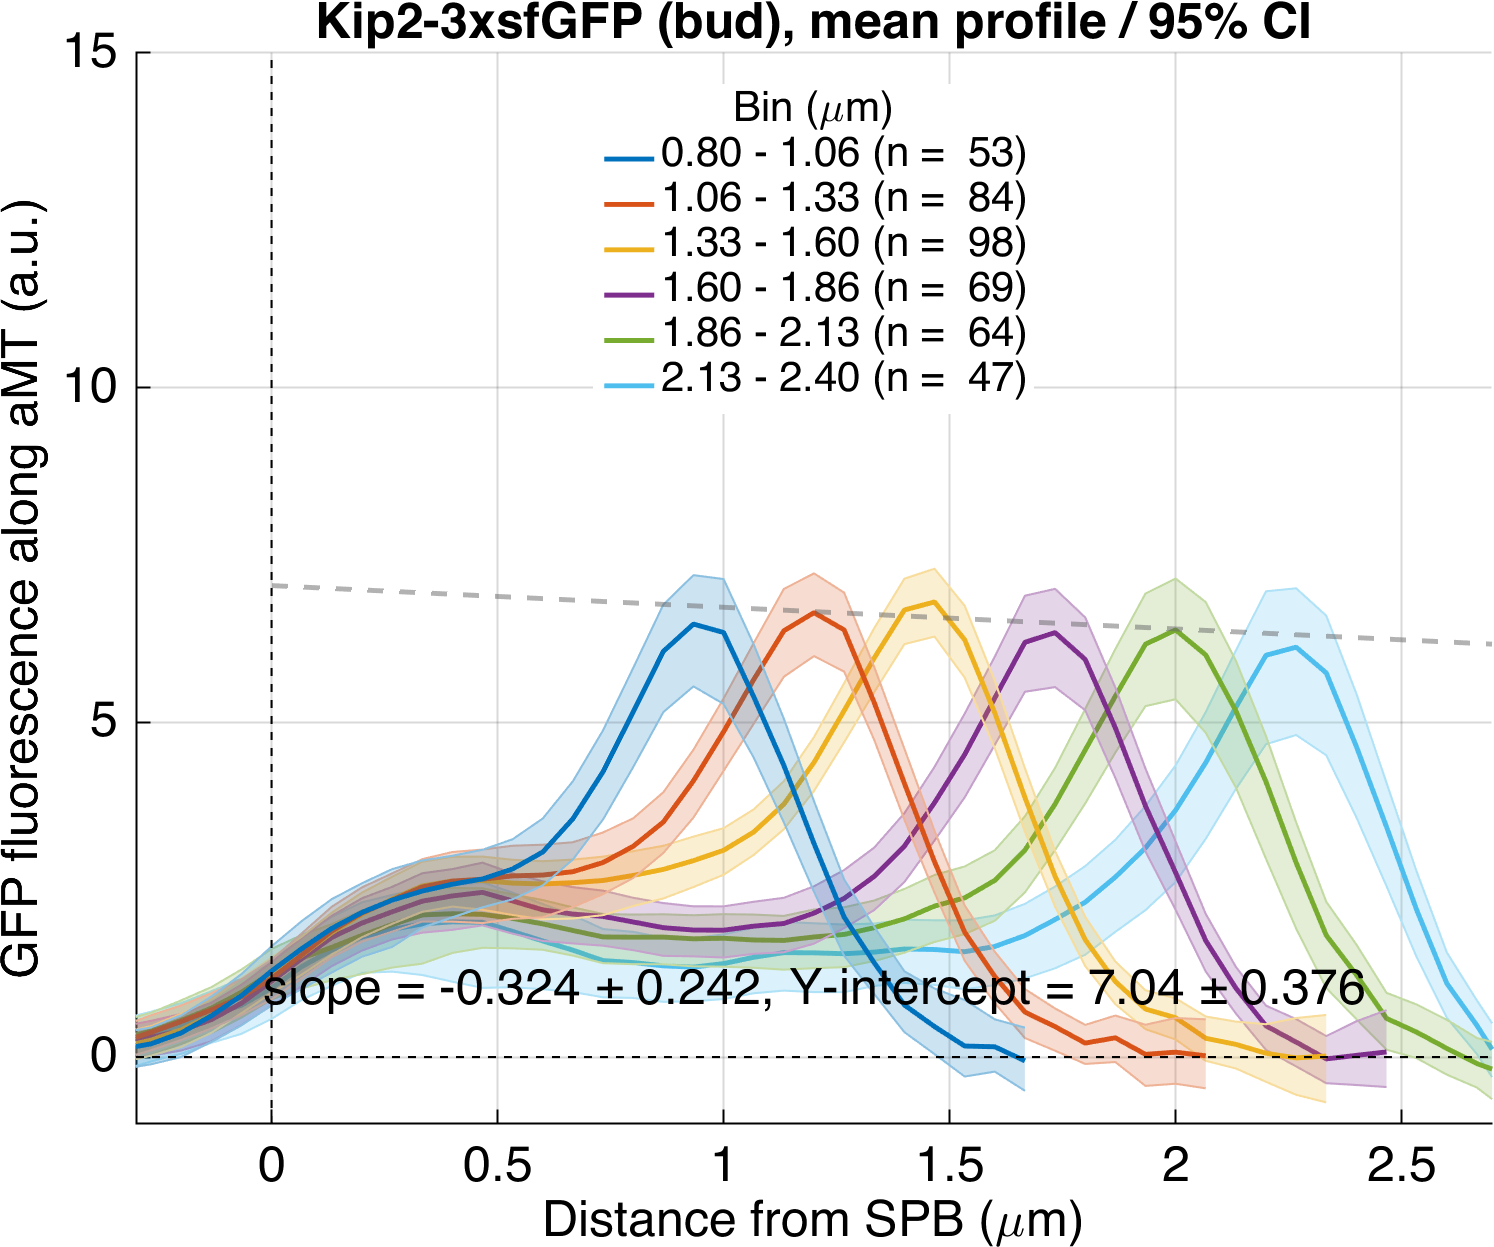 Kip2-3xsfGFP (bud), mean profile / 95% CI
15
10
5
0
GFP fluorescence along aMT (a.u.)
Bin (μm)
0.80 - 1.06 (n = 53)
1.06 - 1.33 (n = 84)
1.33 - 1.60 (n = 98)
1.60 - 1.86 (n = 69)
1.86 - 2.13 (n = 64)
2.13 - 2.40 (n = 47)
slope = -0.324 ± 0.242, Y-intercept = 7.04 ± 0.376
0 0.5 1 1.5 2 2.5
Distance from SPB (μm)